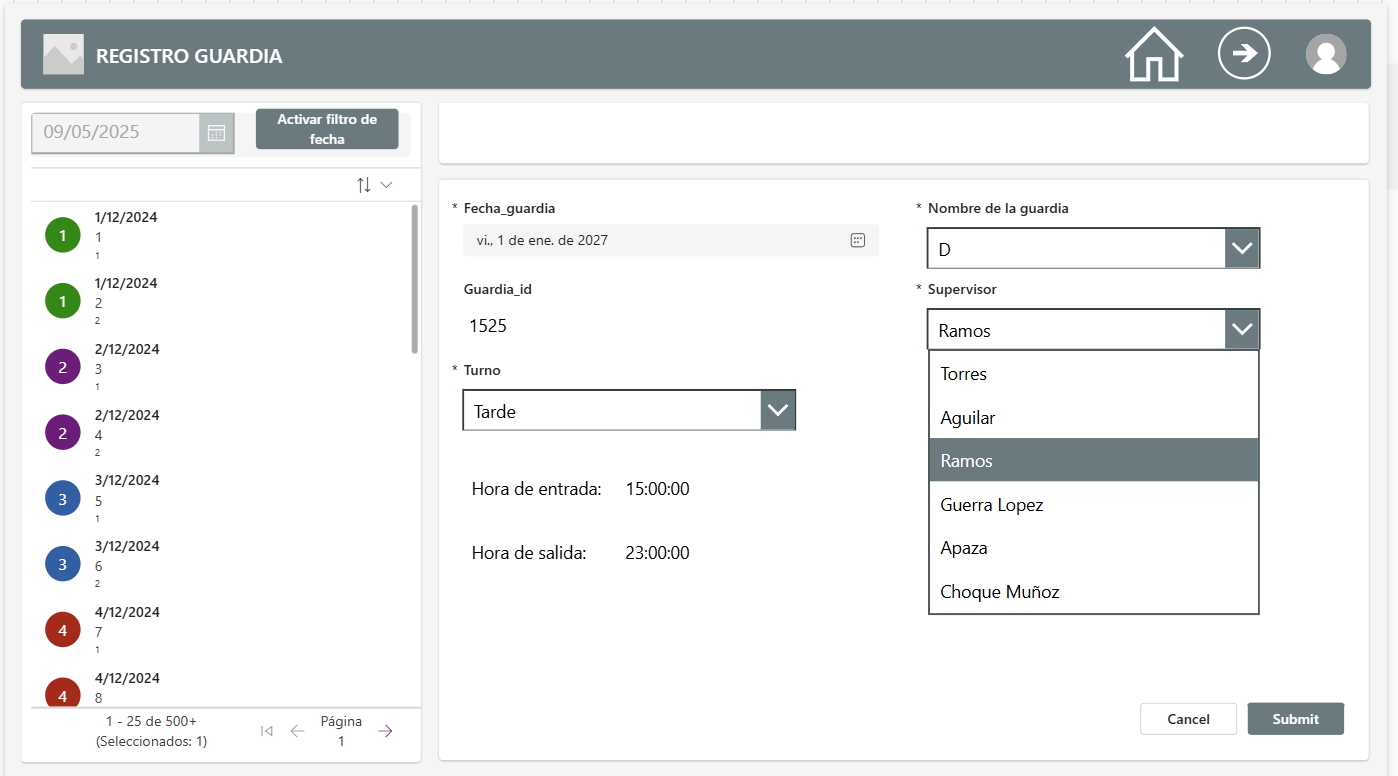 REGISTRO GUARDIA
09/05/2025
Activar filtro de
fecha
1
1/12/2024
1
1
1
1/12/2024
2
2
2
2/12/2024
3
1
2
2/12/2024
4
2
3
3/12/2024
5
1
3
3/12/2024
6
2
4
4/12/2024
7
1
4
4/12/2024
8
1 - 25 de 500+
(Seleccionados: 1)
Página
1
* Fecha_guardia
vi., 1 de ene. de 2027
Guardia_id
1525
* Turno
Tarde
Hora de entrada: 15:00:00
Hora de salida: 23:00:00
* Nombre de la guardia
D
* Supervisor
Ramos
Torres
Aguilar
Ramos
Guerra Lopez
Apaza
Choque Muñoz
Cancel
Submit